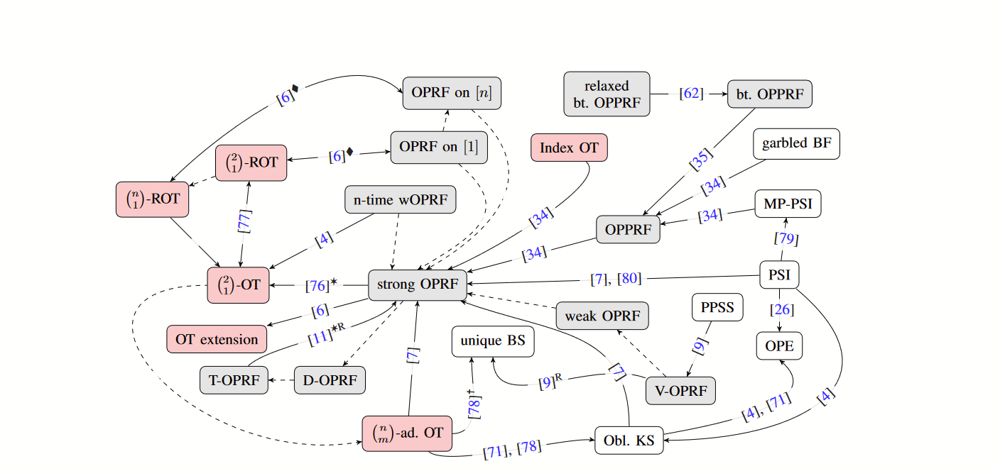 OPRF on [n]
relaxed
bt. OPPRF
[62]
bt. OPPRF
[6]♦
OPRF on [1]
Index OT
garbled BF
(2 1)-ROT
[6]♦
[35]
[34]
(n 1)-ROT
n-time wOPRF
MP-PSI
[77]
[34]
[34]
OPPRF
[4]
[34]
[79]
(2 1)-OT
[76]★
strong OPRF
[7], [80]
PSI
[6]
weak OPRF
PPSS
[26]
OT extension
[11]★R
unique BS
[9]
OPE
[7]
T-OPRF
D-OPRF
[9]R
[7]
V-OPRF
[78]†
[4], [71]
[4]
(n m)-ad. OT
[71], [78]
Obl. KS